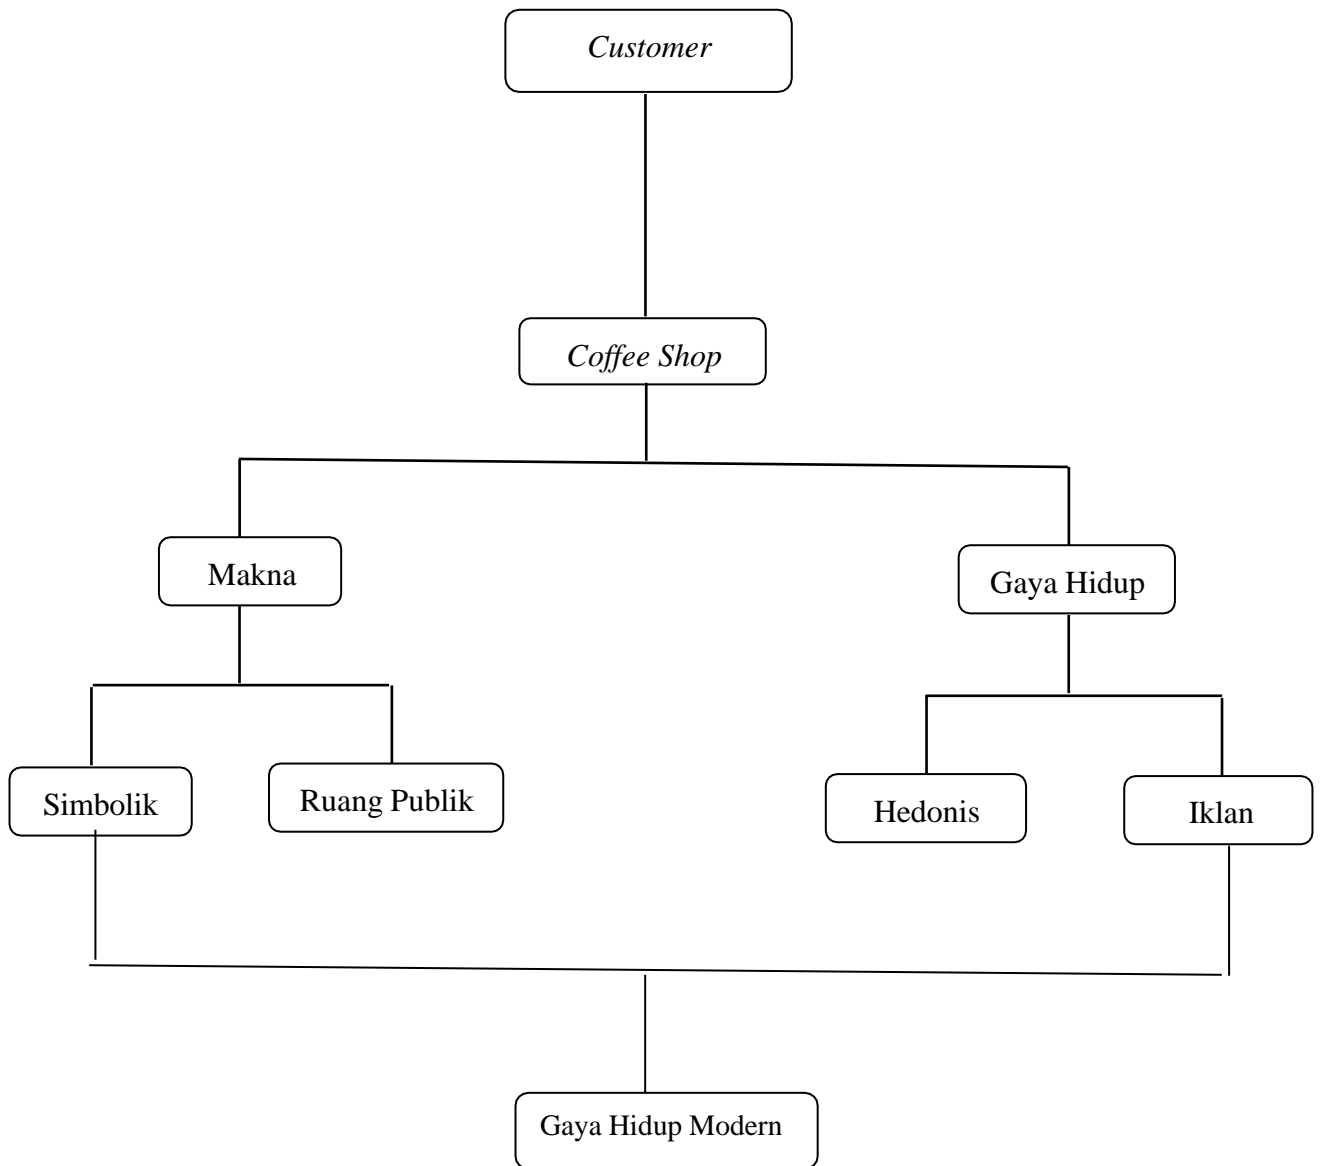 Customer
Coffee Shop
Makna
Gaya Hidup
Simbolik
Ruang Publik
Hedonis
Iklan
Gaya Hidup Modern